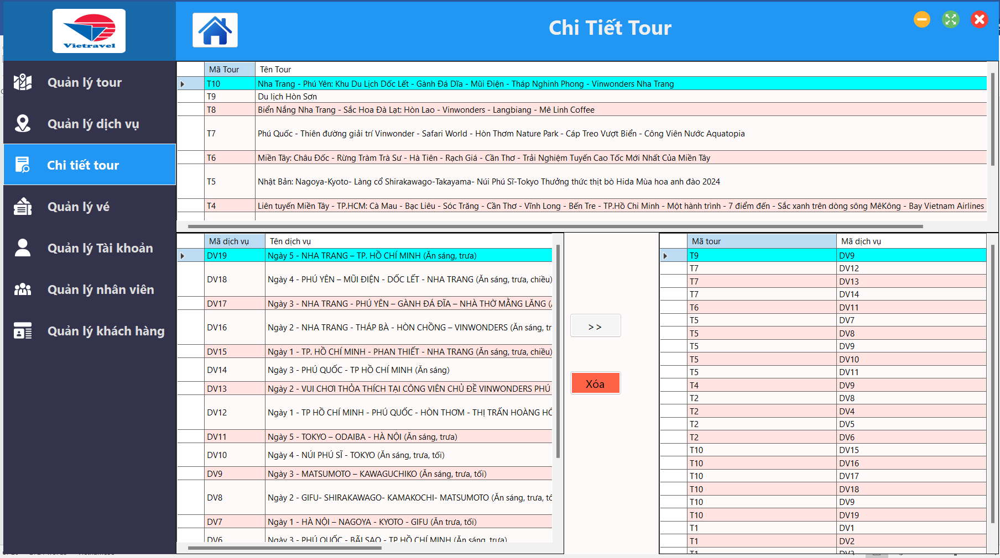 Vietravel
Chi Tiết Tour
Quản lý tour
Quản lý dịch vụ
Chi tiết tour
Quản lý vé
Quản lý Tài khoản
Quản lý nhân viên
Quản lý khách hàng
Mã Tour Tên Tour
T10 Nha Trang - Phú Yên: Khu Du Lịch Dốc Lết - Gành Đá Dĩa - Mũi Điện - Tháp Nghinh Phong - Vinwonders Nha Trang
T9 Du lịch Hòn Sơn
T8 Biển Nắng Nha Trang - Sắc Hoa Đà Lạt: Hòn Lao - Vinwonders - Langbiang - Mê Linh Coffee
T7 Phú Quốc - Thiên đường giải trí Vinwonder - Safari World - Hòn Thơm Nature Park - Cáp Treo Vượt Biển - Công Viên Nước Aquatopia
T6 Miền Tây: Châu Đốc - Rừng Tràm Trà Sư - Hà Tiên - Rạch Giá - Cần Thơ - Trải Nghiệm Tuyến Cao Tốc Mới Nhất Của Miền Tây
T5 Nhật Bản: Nagoya-Kyoto- Làng cổ Shirakawago-Takayama- Núi Phú Sĩ-Tokyo Thưởng thức thịt bò Hida Mùa hoa anh đào 2024
T4 Liên tuyến Miền Tây - TP.HCM: Cà Mau - Bạc Liêu - Sóc Trăng - Cần Thơ - Vĩnh Long - Bến Tre - TP.Hồ Chi Minh - Một hành trình - 7 điểm đến - Sắc xanh trên dòng sông MêKông - Bay Vietnam Airlines
Mã dịch vụ Tên dịch vụ
DV19 Ngày 5 - NHA TRANG – TP. HỒ CHÍ MINH (Ăn sáng, trưa)
DV18 Ngày 4 - PHÚ YÊN – MŨI ĐIỆN - DỐC LẾT - NHA TRANG (Ăn sáng, trưa, chiều)
DV17 Ngày 3 - NHA TRANG - PHÚ YÊN – GÀNH ĐÁ ĐĨA – NHÀ THỜ MẰNG LĂNG
DV16 Ngày 2 - NHA TRANG - THÁP BÀ - HÒN CHỒNG – VINWONDERS (Ăn sáng, tr
DV15 Ngày 1 - TP. HỒ CHÍ MINH - PHAN THIẾT - NHA TRANG (Ăn sáng, trưa, chiều)
DV14 Ngày 3 - PHÚ QUỐC - TP HỒ CHÍ MINH (Ăn sáng)
DV13 Ngày 2 - VUI CHƠI THỎA THÍCH TẠI CÔNG VIÊN CHỦ ĐỀ VINWONDERS PHÚ
DV12 Ngày 1 - TP HỒ CHÍ MINH - PHÚ QUỐC - HÒN THƠM - THỊ TRẤN HOÀNG HÔ
DV11 Ngày 5 - TOKYO – ODAIBA - HÀ NỘI (Ăn sáng, trưa)
DV10 Ngày 4 - NÚI PHÚ SĨ - TOKYO (Ăn sáng, trưa, tối)
DV9 Ngày 3 - MATSUMOTO – KAWAGUCHIKO (Ăn sáng, trưa, tối)
DV8 Ngày 2 - GIFU- SHIRAKAWAGO- KAMAKOCHI- MATSUMOTO (Ăn sáng, trưa, tố
DV7 Ngày 1 - HÀ NỘI – NAGOYA - KYOTO - GIFU (Ăn trưa, tối)
DV6 Ngày 3 - PHÚ QUỐC - BÃI SAO - TP HỒ CHÍ MINH (Ăn sáng, trưa)
>>
Xóa
Mã tour Mã dịch vụ
T9 DV9
T7 DV12
T7 DV13
T7 DV14
T6 DV11
T5 DV7
T5 DV8
T5 DV9
T5 DV10
T5 DV11
T4 DV9
T2 DV8
T2 DV4
T2 DV5
T2 DV6
T10 DV15
T10 DV16
T10 DV17
T10 DV18
T10 DV9
T10 DV19
T1 DV1
T1 DV2
T1 DV3